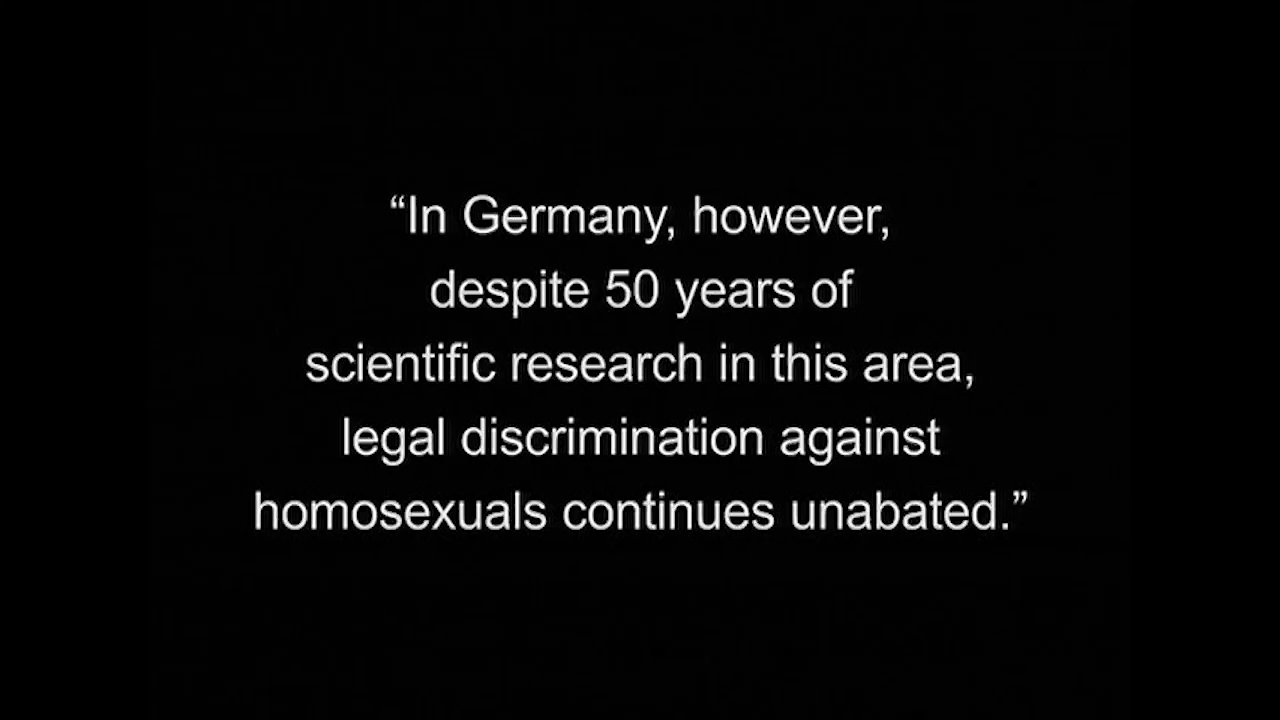 “In Germany, however,
despite 50 years of
scientific research in this area,
legal discrimination against
homosexuals continues unabated.”